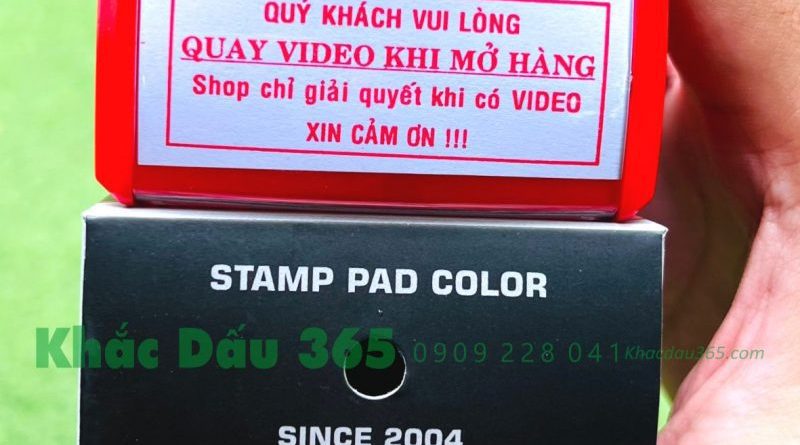 QUÝ KHÁCH VUI LÒNG
QUAY VIDEO KHI MỞ HÀNG
Shop chỉ giải quyết khi có VIDEO
XIN CẢM ƠN !!!
STAMP PAD COLOR
Khắc Dấu 365 0909 228 041 Khacdau365.com
SINCE 2004